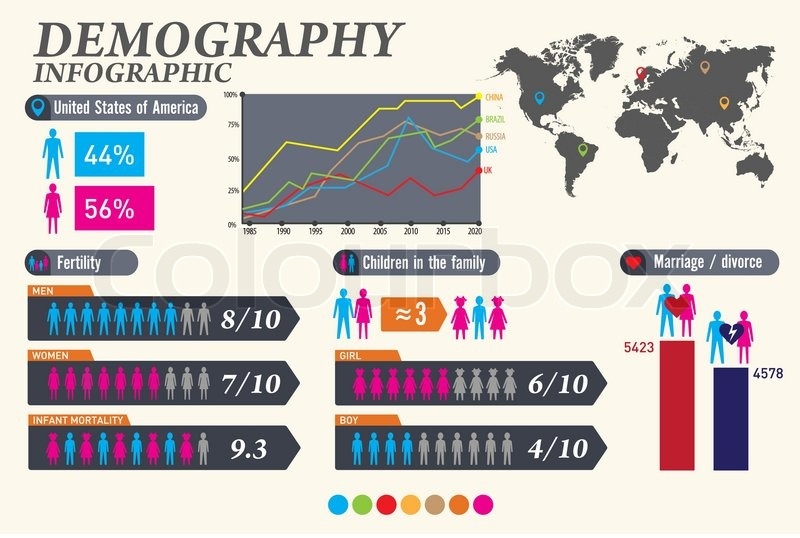 DEMOGRAPHY
INFOGRAPHIC
United States of America
44%
56%
100%
75%
50%
25%
0%
1985
1990
1995
2000
2005
2010
2015
2020
CHINA
BRAZIL
RUSSIA
USA
UK
Fertility
MEN
8/10
WOMEN
7/10
INFANT MORTALITY
9.3
Children in the family
≈3
GIRL
6/10
BOY
4/10
Marriage / divorce
5423
4578
colourbox